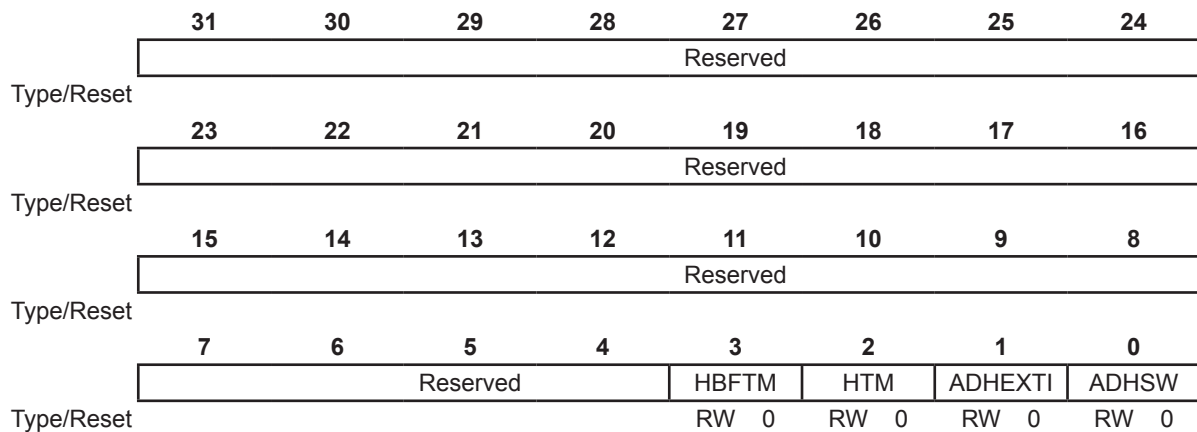 31 30 29 28 27 26 25 24
Reserved
Type/Reset
23 22 21 20 19 18 17 16
Reserved
Type/Reset
15 14 13 12 11 10 9 8
Reserved
Type/Reset
7 6 5 4 3 2 1 0
Reserved HBFTM HTM ADHEXTI ADHSW
Type/Reset RW 0 RW 0 RW 0 RW 0